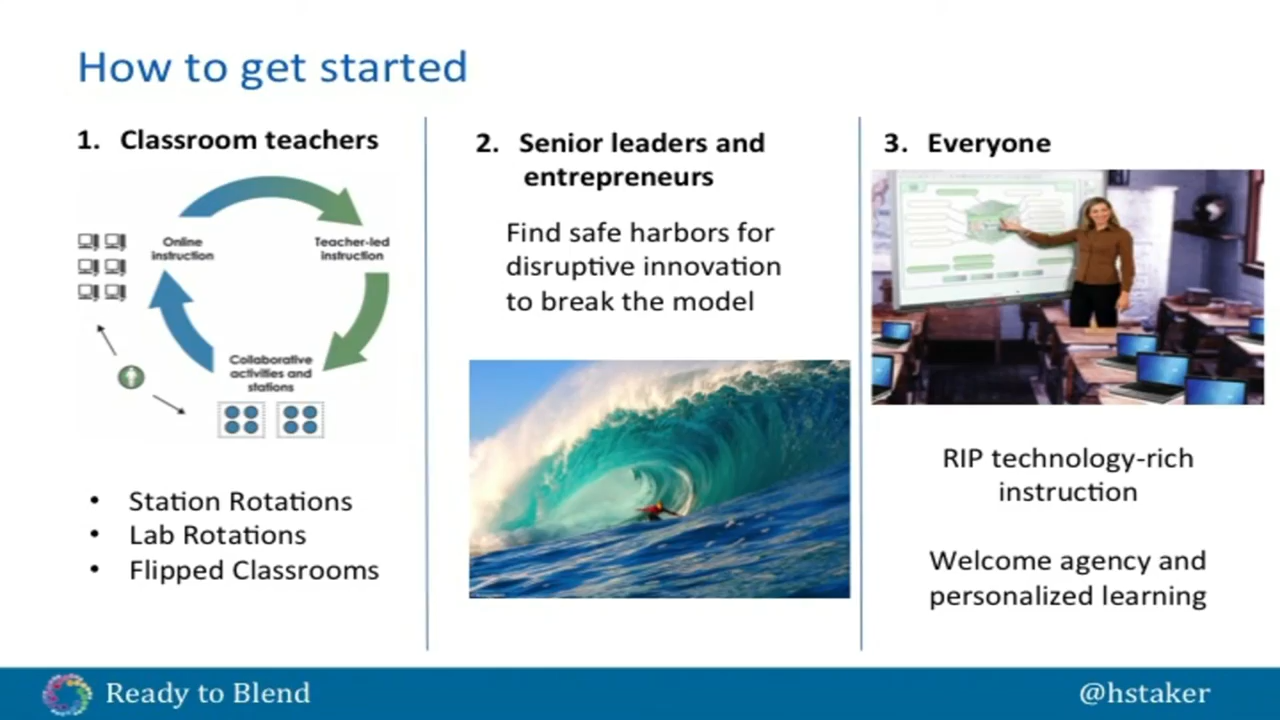 How to get started
1. Classroom teachers
Online
Instruction
Teacher-led
Instruction
Collaborative
activities and
stations
• Station Rotations
• Lab Rotations
• Flipped Classrooms
2. Senior leaders and
entrepreneurs
Find safe harbors for
disruptive innovation
to break the model
3. Everyone
RIP technology-rich
instruction
Welcome agency and
personalized learning
Ready to Blend
@hstaker